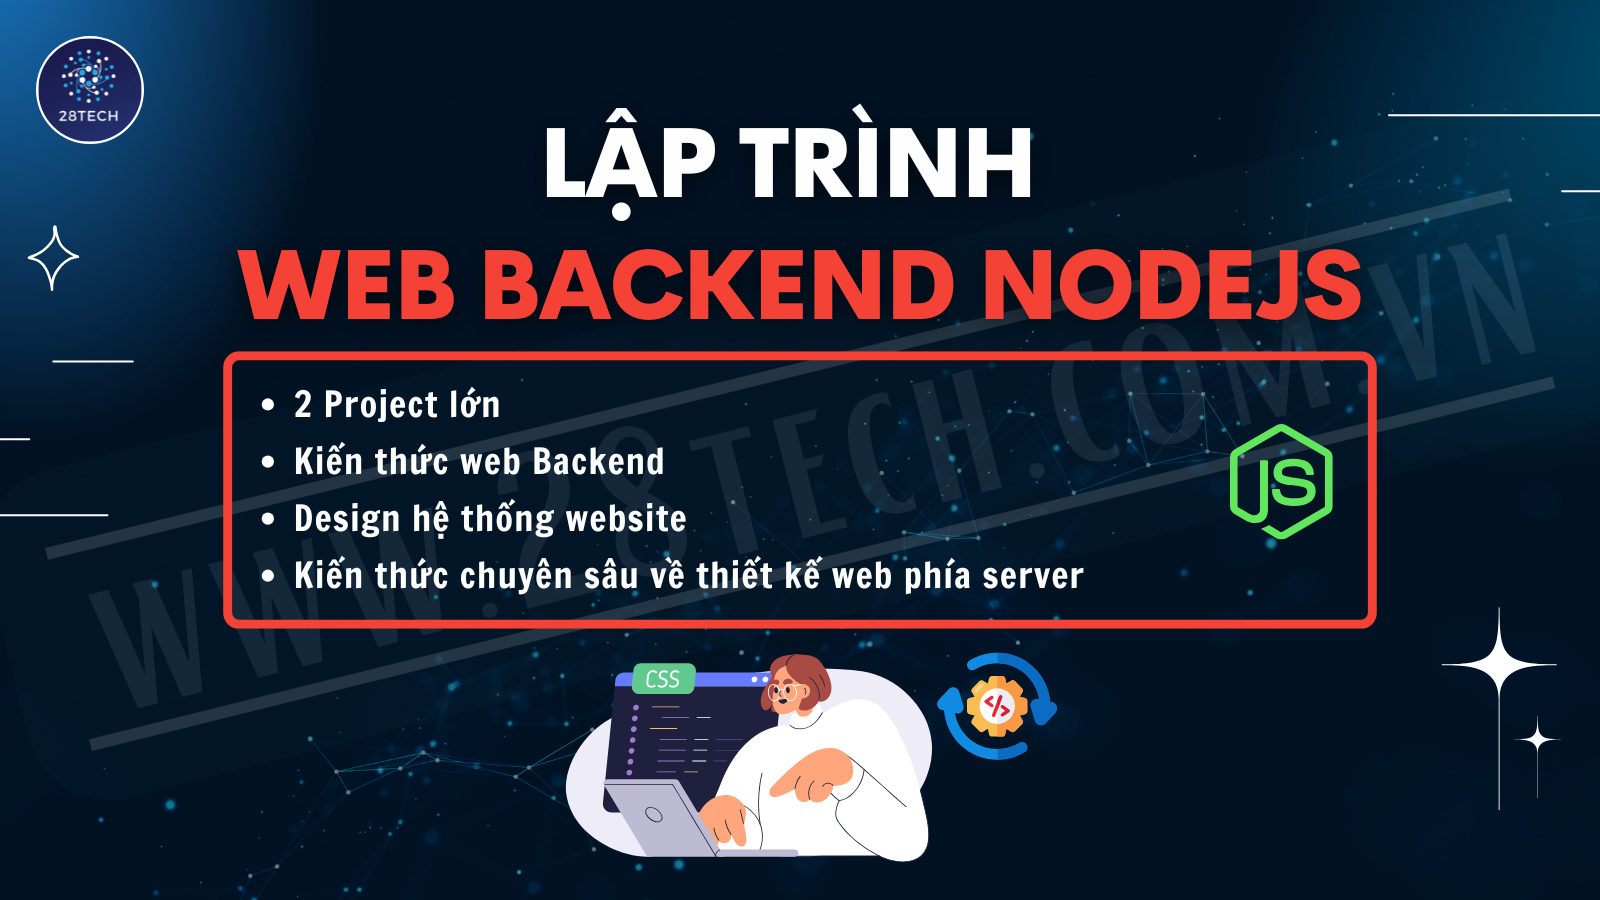 28TECH
LẬP TRÌNH
WEB BACKEND NODEJS
2 Project lớn
Kiến thức web Backend
Design hệ thống website
Kiến thức chuyên sâu về thiết kế web phía server
JS
WWW.28TECH.COM.VN
CSS
</>